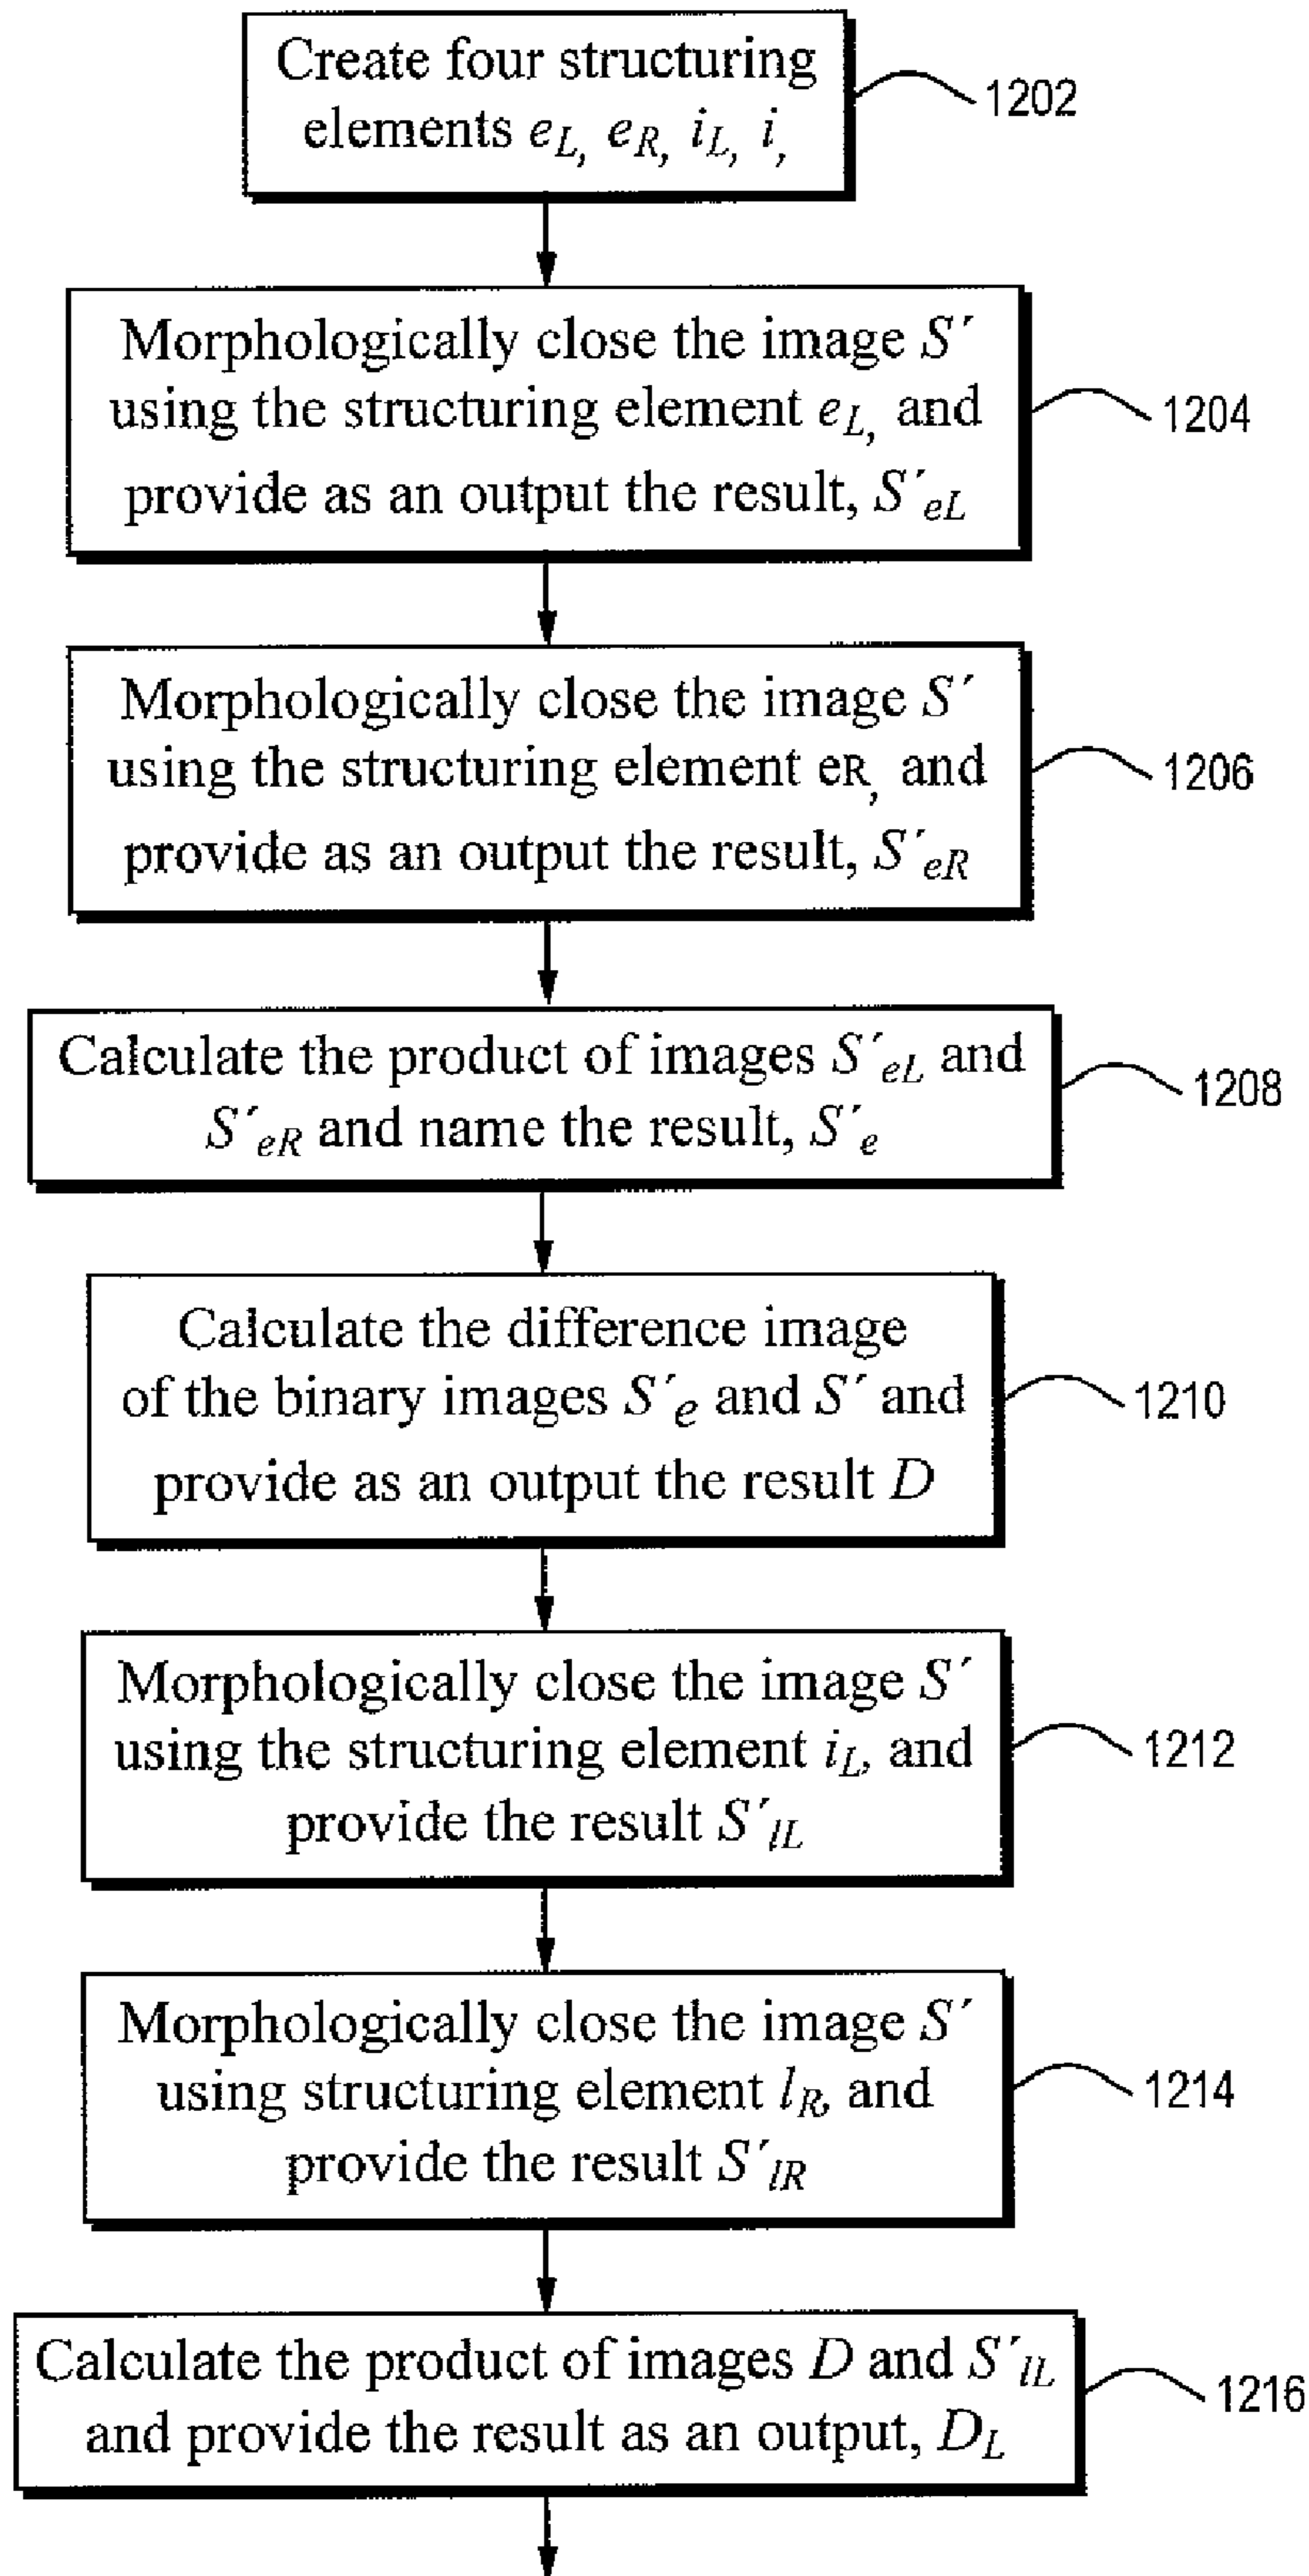 Create four structuring
elements e_L, e_R, i_L, i,
1202
Morphologically close the image S′
using the structuring element e_L, and
provide as an output the result, S′_eL
1204
Morphologically close the image S′
using the structuring element eR, and
provide as an output the result, S′_eR
1206
Calculate the product of images S′_eL and
S′_eR and name the result, S′_e
1208
Calculate the difference image
of the binary images S′_e and S′ and
provide as an output the result D
1210
Morphologically close the image S′
using the structuring element i_L, and
provide the result S′_lL
1212
Morphologically close the image S′
using structuring element l_R, and
provide the result S′_lR
1214
Calculate the product of images D and S′_lL
and provide the result as an output, D_L
1216